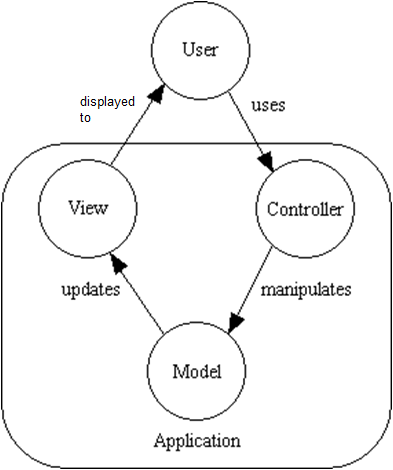 User
displayed
to
uses
View
Controller
updates
manipulates
Model
Application